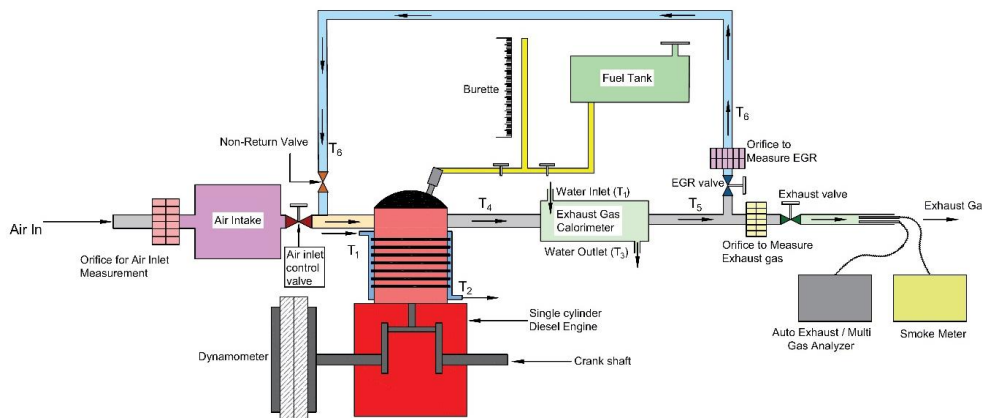 Fuel Tank
Burette
T6
Orifice to
Measure EGR
Non-Return Valve
T6
EGR valve
Exhaust valve
Water Inlet (T1)
Air Intake
T4
Exhaust Gas
Calorimeter
T5
Exhaust Ga
Air In
Orifice for Air Inlet
Measurement
Air inlet
control
valve
T1
Water Outlet (T3)
Orifice to Measure
Exhaust gas
T2
Single cylinder
Diesel Engine
Auto Exhaust / Multi
Gas Analyzer
Smoke Meter
Dynamometer
Crank shaft